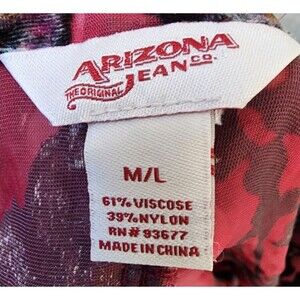 ARIZONA
THE ORIGINAL JEAN CO.
M/L
61% VISCOSE
39% NYLON
RN# 93677
MADE IN CHINA